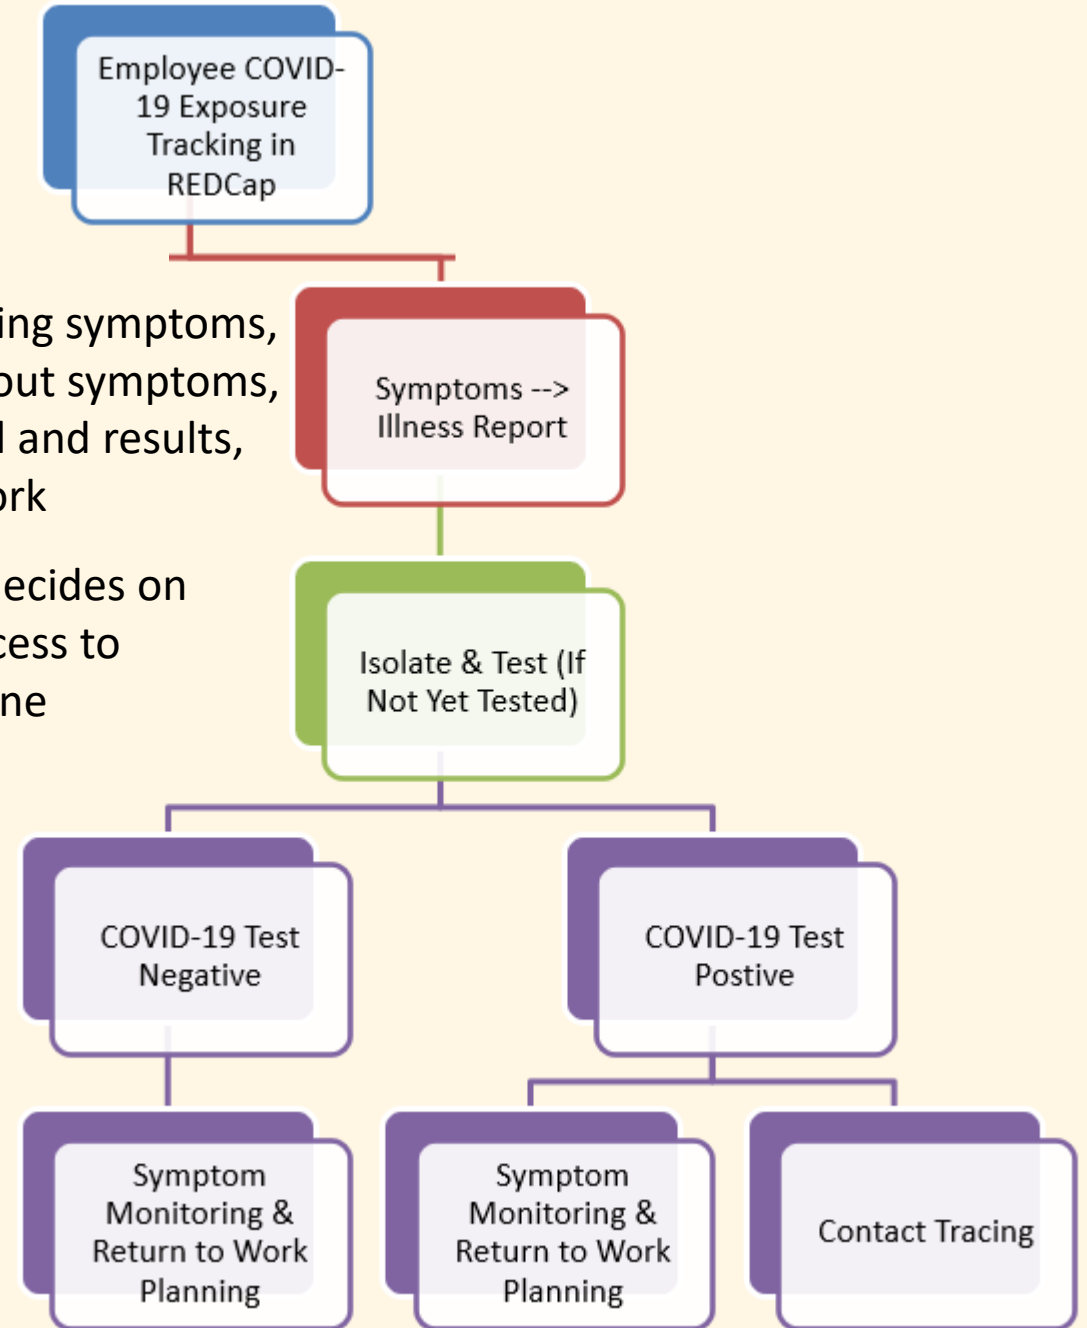 Employee COVID-
19 Exposure
Tracking in
REDCap
ing symptoms,
out symptoms,
and results,
ork
ecides on
cess to
ne
Symptoms -->
Illness Report
Isolate & Test (If
Not Yet Tested)
COVID-19 Test
Negative
COVID-19 Test
Postive
Symptom
Monitoring &
Return to Work
Planning
Symptom
Monitoring &
Return to Work
Planning
Contact Tracing